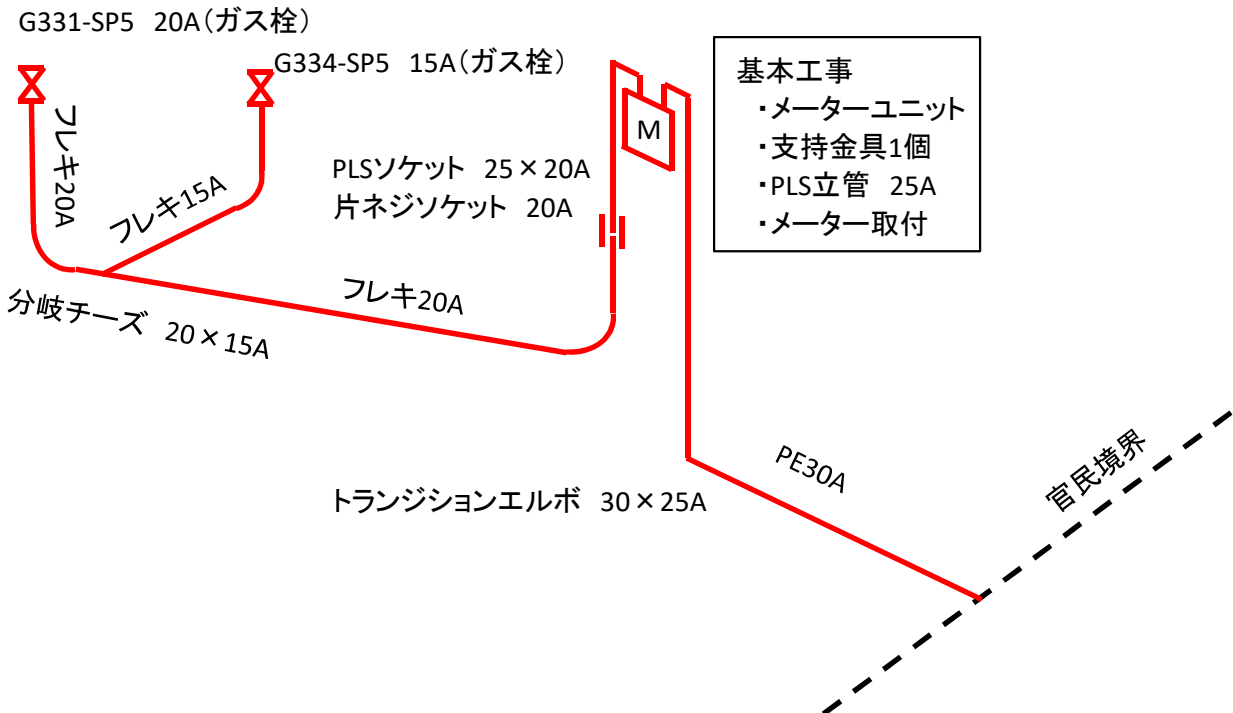 G331-SP5 20A(ガス栓)
G334-SP5 15A(ガス栓)
基本工事
・メーターユニット
・支持金具1個
・PLS立管 25A
・メーター取付
M
フレキ20A
フレキ15A
PLSソケット 25×20A
片ネジソケット 20A
フレキ20A
分岐チーズ 20×15A
PE30A
官民境界
トランジションエルボ 30×25A